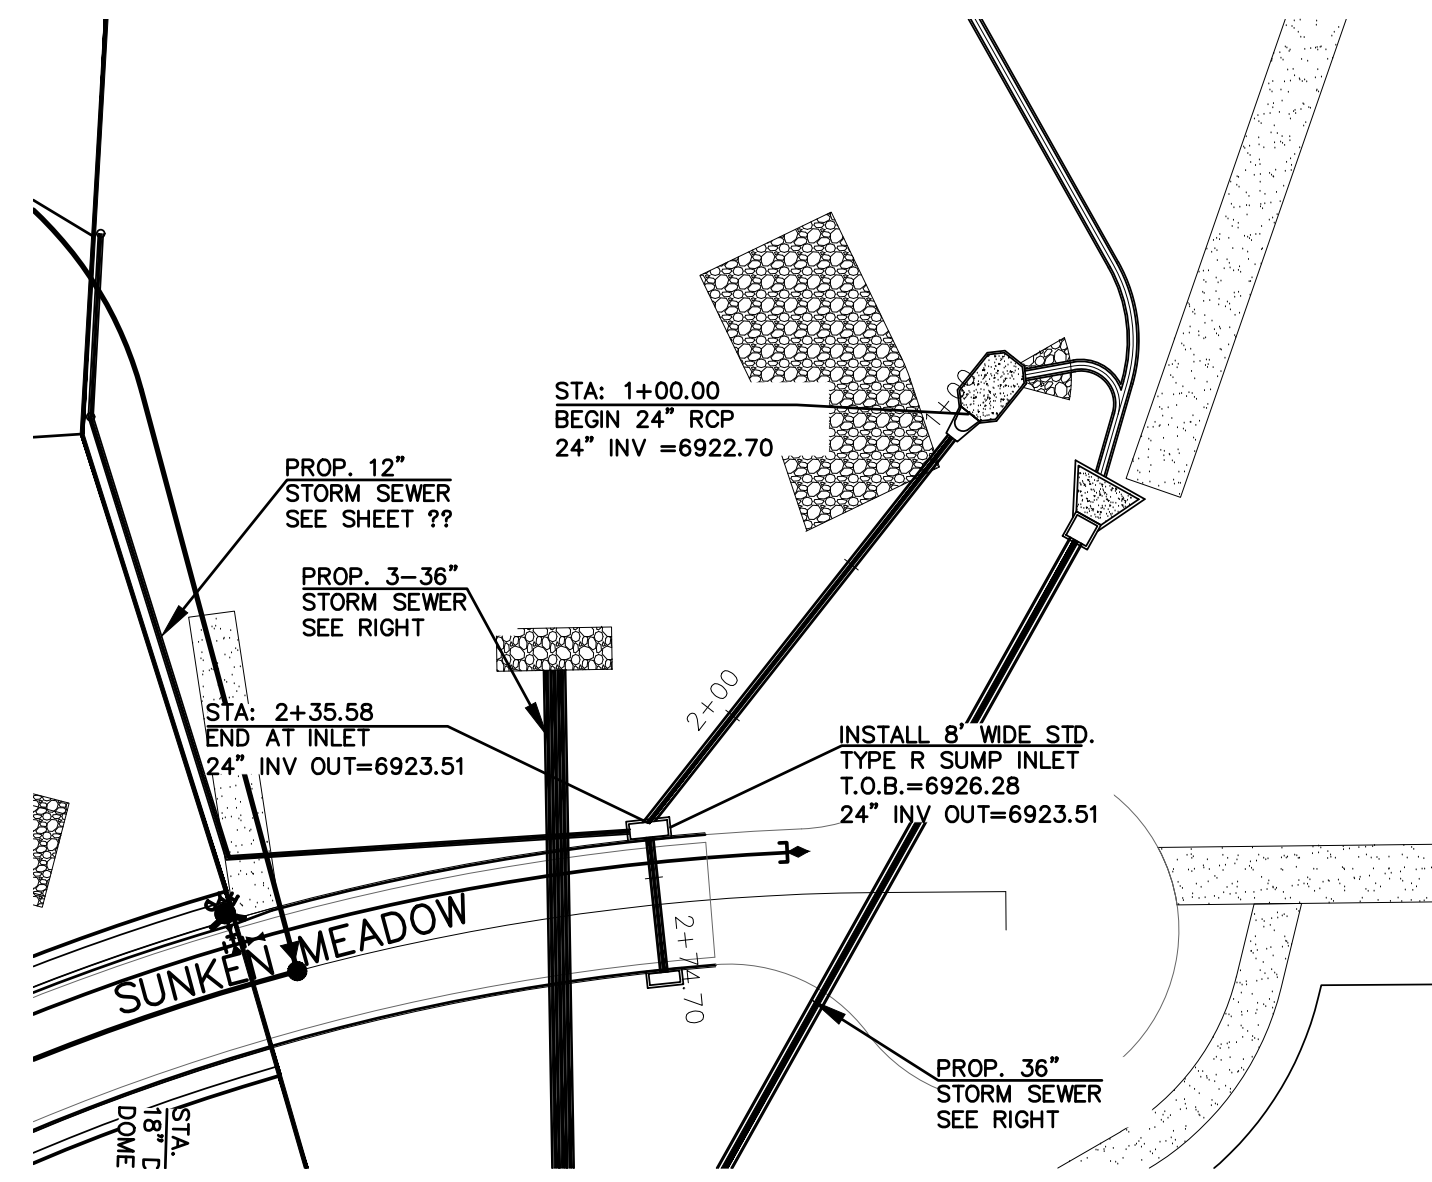 STA: 1+00.00
BEGIN 24" RCP
24" INV =6922.70
PROP. 12"
STORM SEWER
SEE SHEET ??
PROP. 3-36"
STORM SEWER
SEE RIGHT
2+00
STA: 2+35.58
END AT INLET
24" INV OUT=6923.51
INSTALL 8' WIDE STD.
TYPE R SUMP INLET
T.O.B.=6926.28
24" INV OUT=6923.51
SUNKEN MEADOW
2+74.70
PROP. 36"
STORM SEWER
SEE RIGHT
STA.
18" D
DOME